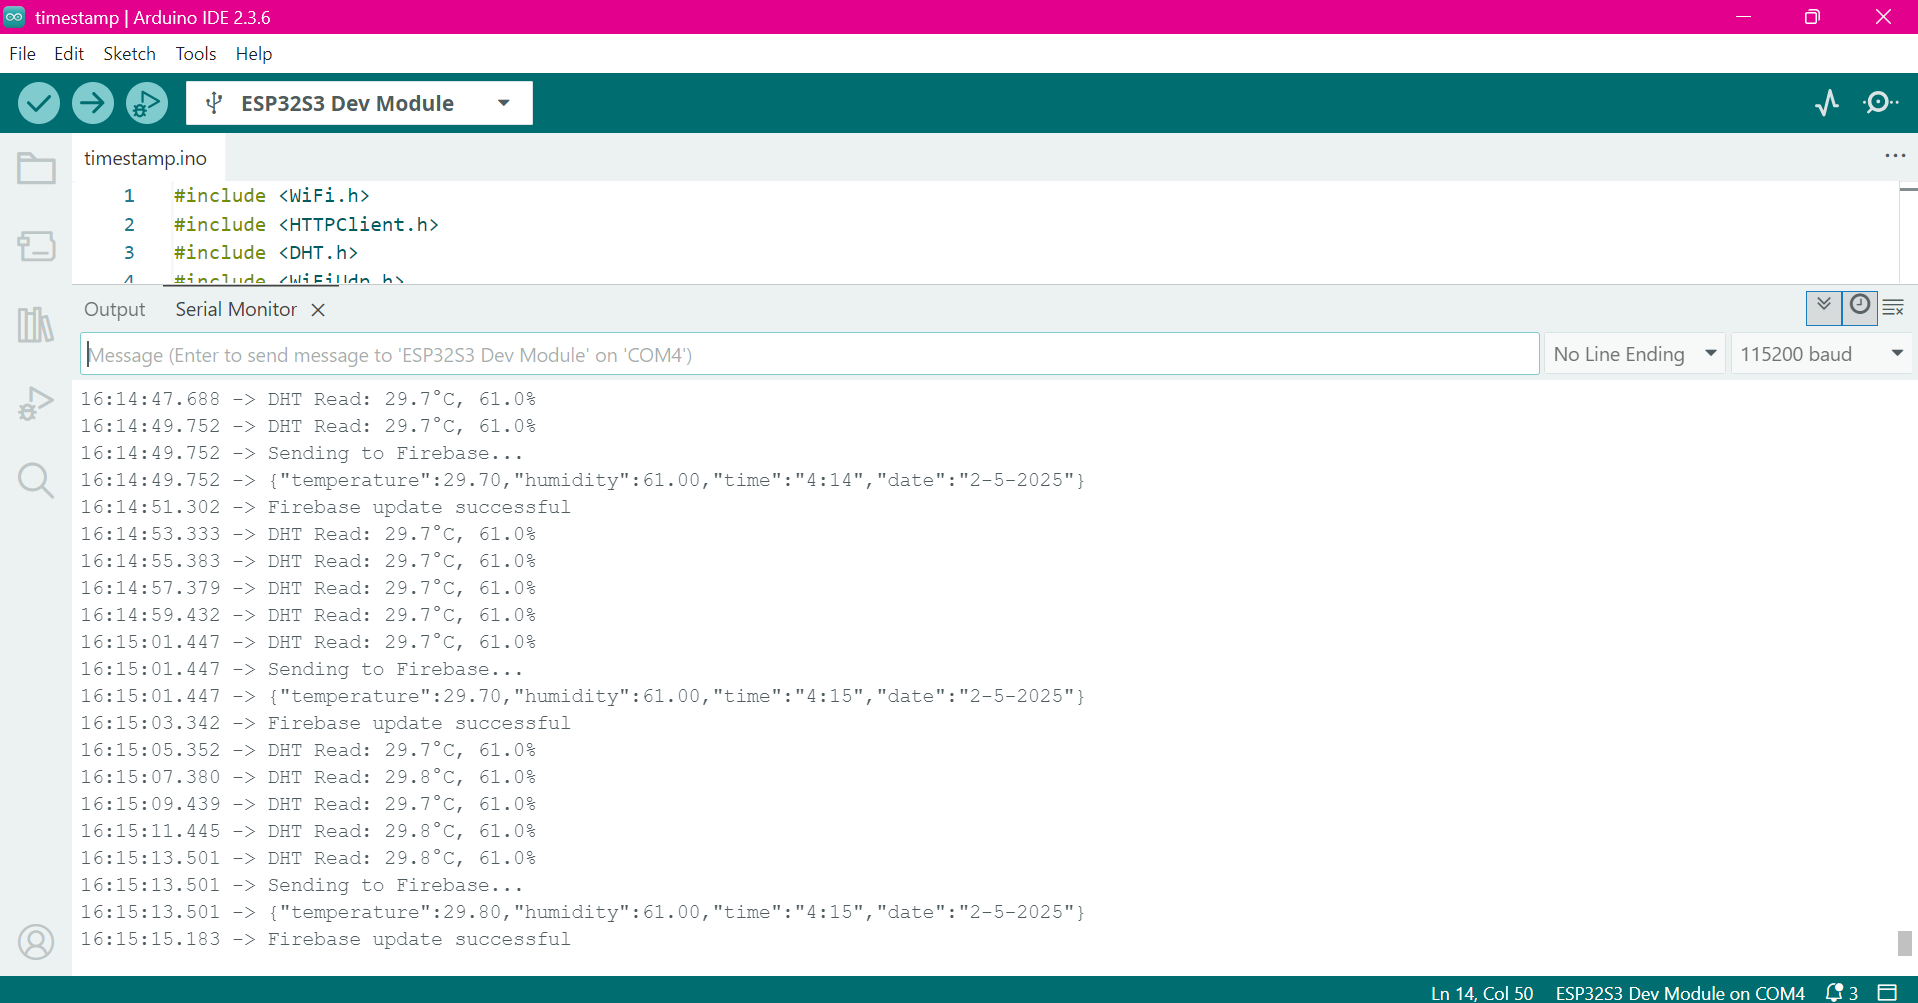 timestamp | Arduino IDE 2.3.6
File Edit Sketch Tools Help
ESP32S3 Dev Module
timestamp.ino
1 #include <WiFi.h>
2 #include <HTTPClient.h>
3 #include <DHT.h>
4 #include <WiFiUdp.h>
Output Serial Monitor
Message (Enter to send message to 'ESP32S3 Dev Module' on 'COM4')
No Line Ending
115200 baud
16:14:47.688 -> DHT Read: 29.7°C, 61.0%
16:14:49.752 -> DHT Read: 29.7°C, 61.0%
16:14:49.752 -> Sending to Firebase...
16:14:49.752 -> {"temperature":29.70,"humidity":61.00,"time":"4:14","date":"2-5-2025"}
16:14:51.302 -> Firebase update successful
16:14:53.333 -> DHT Read: 29.7°C, 61.0%
16:14:55.383 -> DHT Read: 29.7°C, 61.0%
16:14:57.379 -> DHT Read: 29.7°C, 61.0%
16:14:59.432 -> DHT Read: 29.7°C, 61.0%
16:15:01.447 -> DHT Read: 29.7°C, 61.0%
16:15:01.447 -> Sending to Firebase...
16:15:01.447 -> {"temperature":29.70,"humidity":61.00,"time":"4:15","date":"2-5-2025"}
16:15:03.342 -> Firebase update successful
16:15:05.352 -> DHT Read: 29.7°C, 61.0%
16:15:07.380 -> DHT Read: 29.8°C, 61.0%
16:15:09.439 -> DHT Read: 29.7°C, 61.0%
16:15:11.445 -> DHT Read: 29.8°C, 61.0%
16:15:13.501 -> DHT Read: 29.8°C, 61.0%
16:15:13.501 -> Sending to Firebase...
16:15:13.501 -> {"temperature":29.80,"humidity":61.00,"time":"4:15","date":"2-5-2025"}
16:15:15.183 -> Firebase update successful
Ln 14, Col 50 ESP32S3 Dev Module on COM4 3